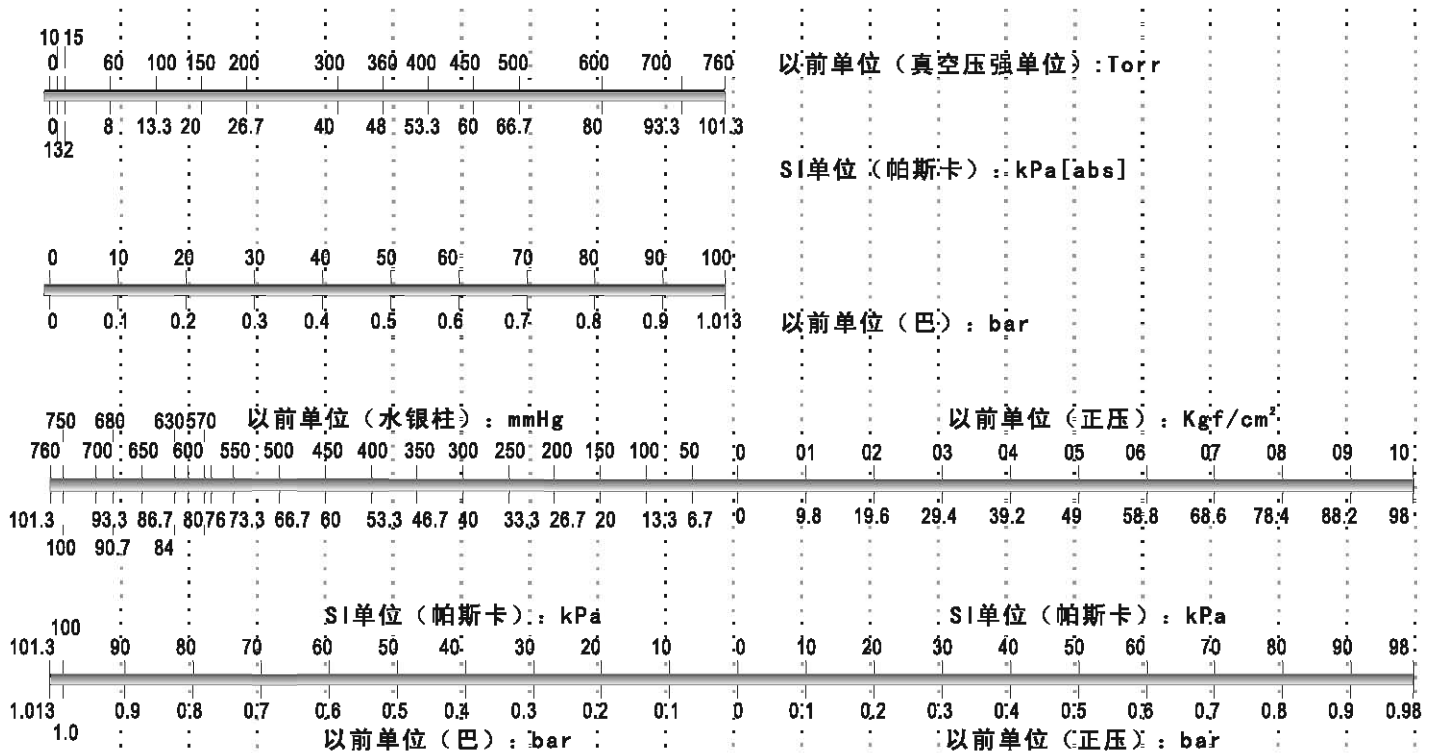 10 15
0 60 100 150 200 300 360 400 450 500 600 700 760 以前单位（真空压强单位）:Torr
0 8 13.3 20 26.7 40 48 53.3 60 66.7 80 93.3 101.3
132
SI单位（帕斯卡）：kPa[abs]
0 10 20 30 40 50 60 70 80 90 100
0 0.1 0.2 0.3 0.4 0.5 0.6 0.7 0.8 0.9 1.013 以前单位（巴）：bar
750 680 630 570 以前单位（水银柱）：mmHg 以前单位（正压）：Kgf/cm²
760 700 650 600 550 500 450 400 350 300 250 200 150 100 50 0 01 02 03 04 05 06 0.7 08 09 10
101.3 93.3 86.7 80 76 73.3 66.7 60 53.3 46.7 40 33.3 26.7 20 13.3 6.7 0 9.8 19.6 29.4 39.2 49 58.8 68.6 78.4 88.2 98
100 90.7 84
SI单位（帕斯卡）：kPa SI单位（帕斯卡）：kPa
100
101.3 90 80 70 60 50 40 30 20 10 0 10 20 30 40 50 60 70 80 90 98
1.013 0.9 0.8 0.7 0.6 0.5 0.4 0.3 0.2 0.1 0 0.1 0.2 0.3 0.4 0.5 0.6 0.7 0.8 0.9 0.98
1.0 以前单位（巴）：bar 以前单位（正压）：bar